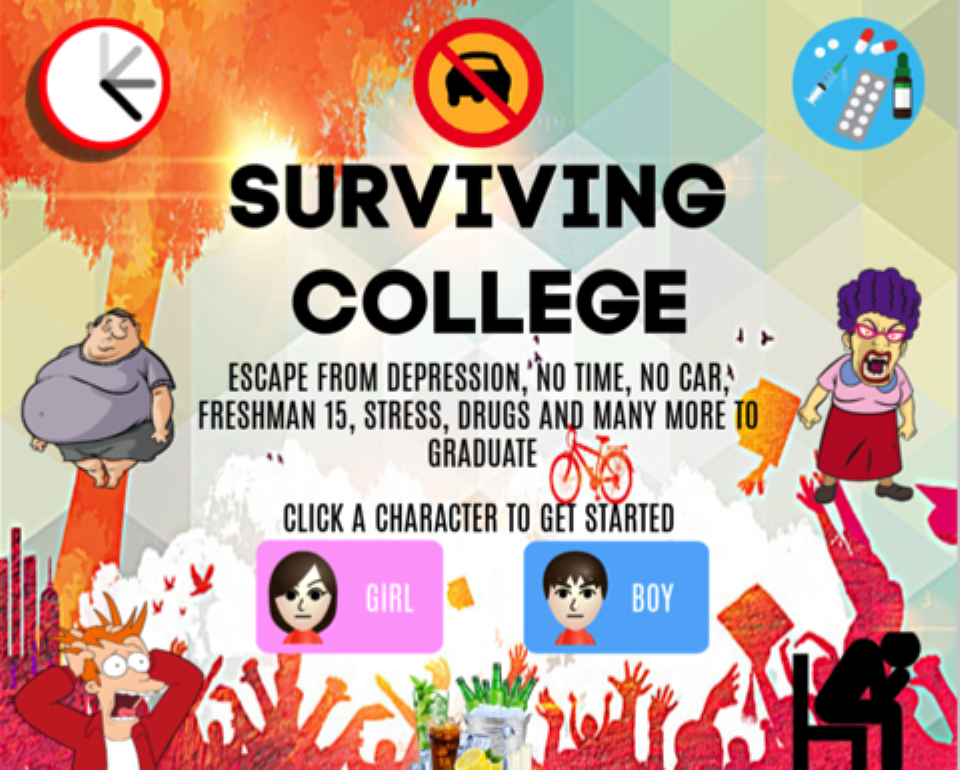 SURVIVING
COLLEGE
ESCAPE FROM DEPRESSION, NO TIME, NO CAR,
FRESHMAN 15, STRESS, DRUGS AND MANY MORE TO
GRADUATE
CLICK A CHARACTER TO GET STARTED
GIRL
BOY
3